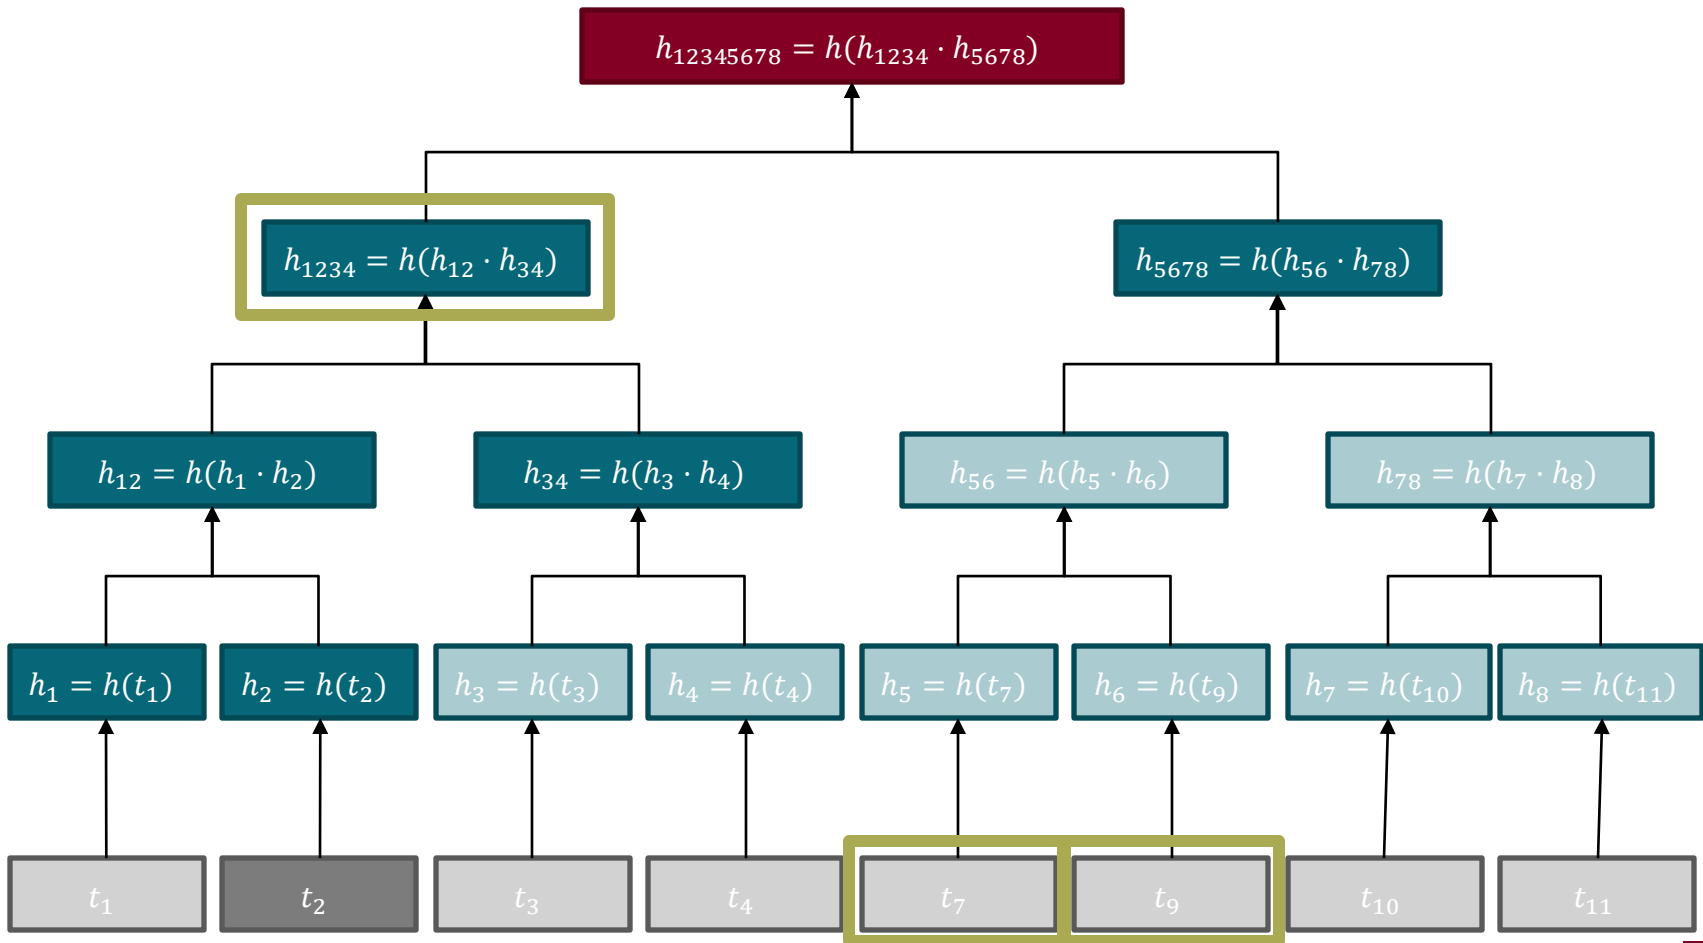 h₁₂₃₄₅₆₇₈ = h(h₁₂₃₄ · h₅₆₇₈)
h₁₂₃₄ = h(h₁₂ · h₃₄)
h₅₆₇₈ = h(h₅₆ · h₇₈)
h₁₂ = h(h₁ · h₂)
h₃₄ = h(h₃ · h₄)
h₅₆ = h(h₅ · h₆)
h₇₈ = h(h₇ · h₈)
h₁ = h(t₁)
h₂ = h(t₂)
h₃ = h(t₃)
h₄ = h(t₄)
h₅ = h(t₇)
h₆ = h(t₉)
h₇ = h(t₁₀)
h₈ = h(t₁₁)
t₁
t₂
t₃
t₄
t₇
t₉
t₁₀
t₁₁